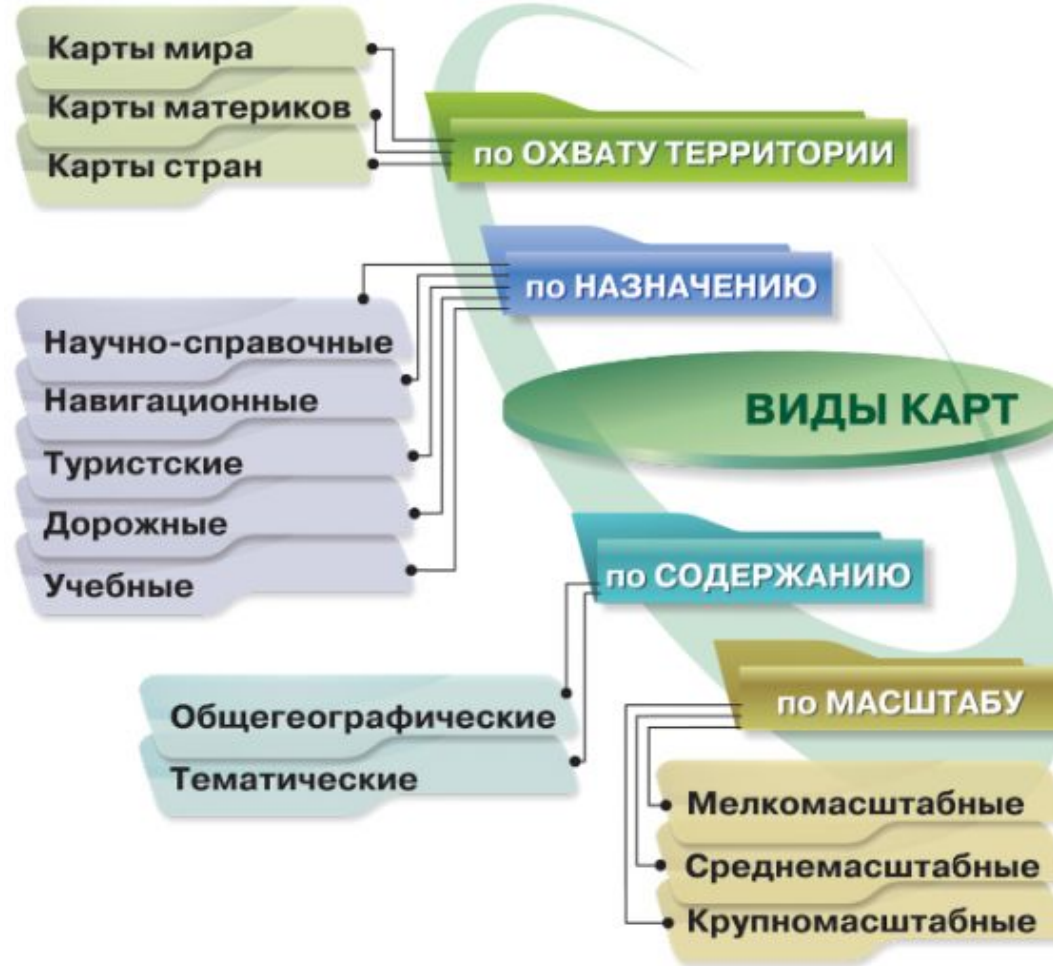 Карты мира
Карты материков
Карты стран
по ОХВАТУ ТЕРРИТОРИИ
по НАЗНАЧЕНИЮ
Научно-справочные
Навигационные
Туристские
Дорожные
Учебные
ВИДЫ КАРТ
по СОДЕРЖАНИЮ
Общегеографические
Тематические
по МАСШТАБУ
Мелкомасштабные
Среднемасштабные
Крупномасштабные